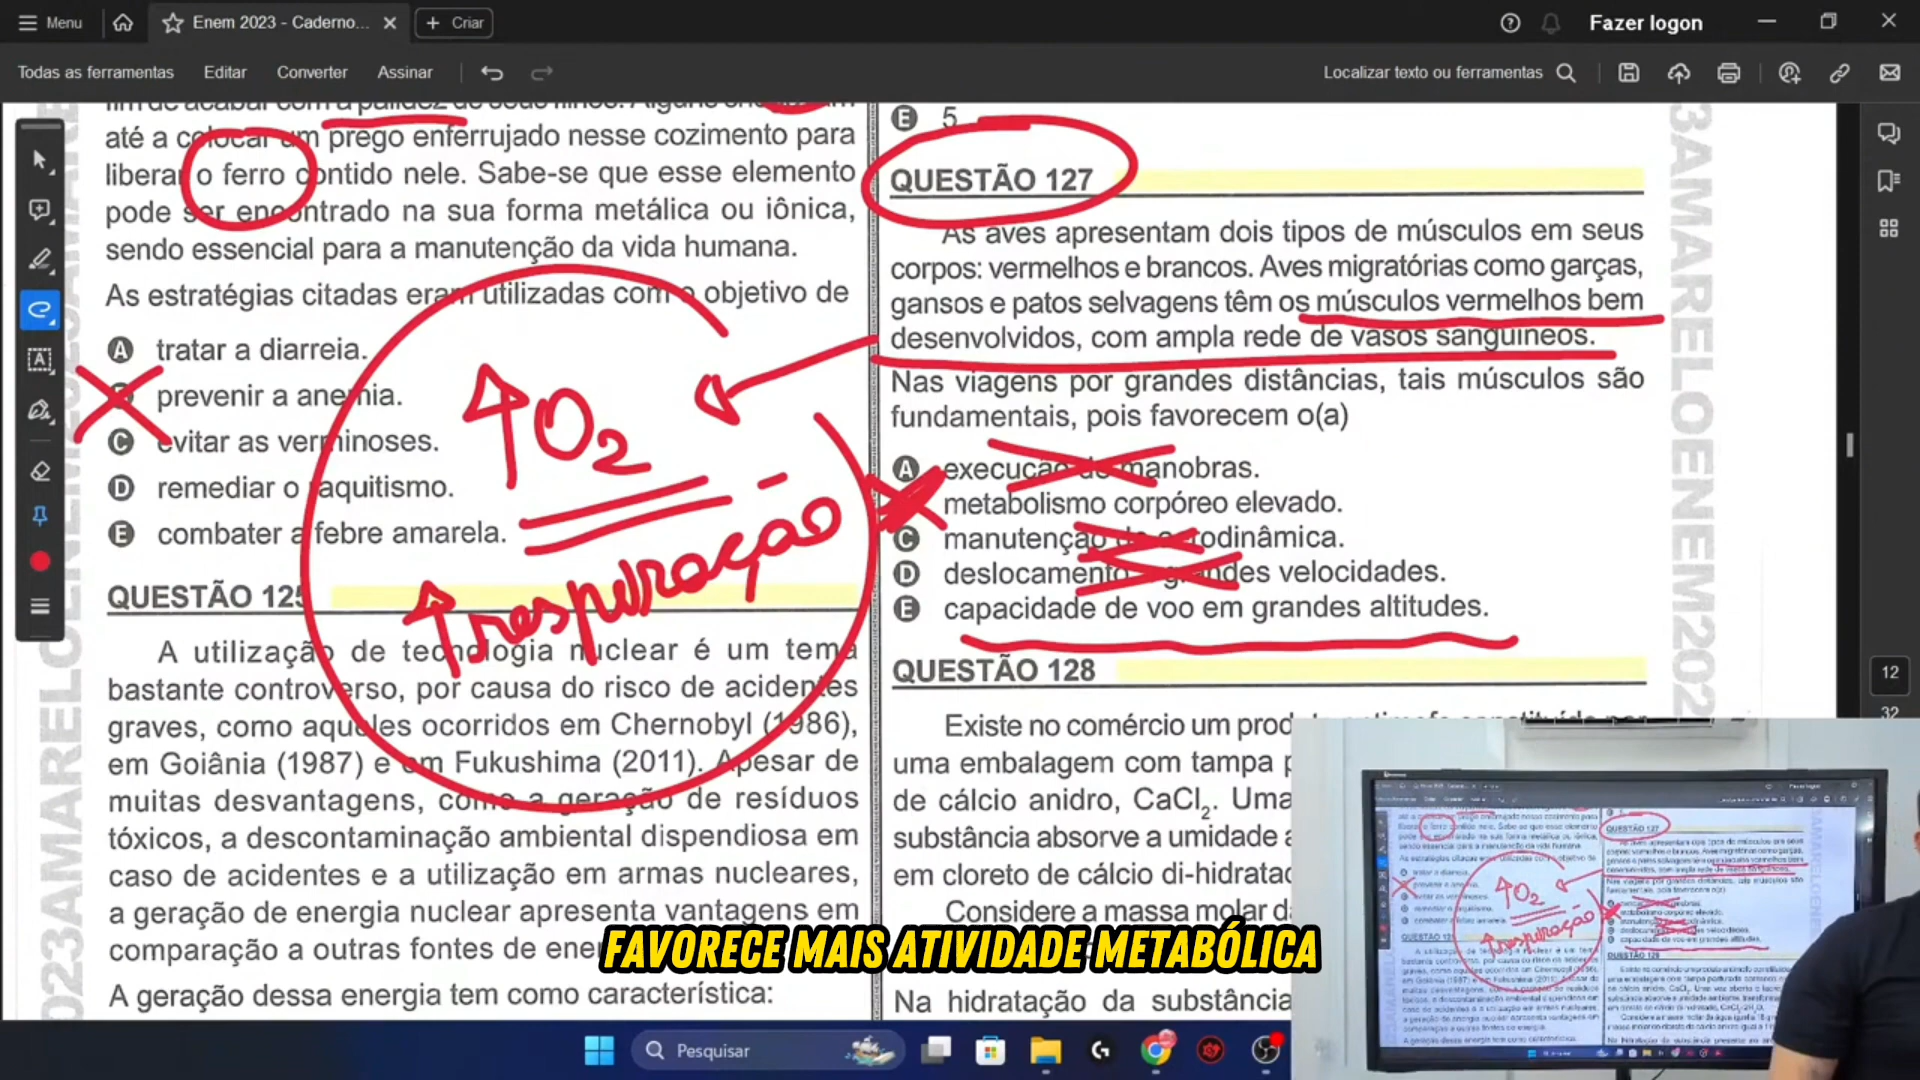 Menu
Enem 2023 - Caderno...
Criar
Fazer logon
Todas as ferramentas
Editar
Converter
Assinar
Localizar texto ou ferramentas
fim de acabar com a palidez de seus filhos. Alguns
até a colocar um prego enferrujado nesse cozimento para
liberar o ferro contido nele. Sabe-se que esse elemento
pode ser encontrado na sua forma metálica ou iônica,
sendo essencial para a manutenção da vida humana.
As estratégias citadas eram utilizadas com o objetivo de
A tratar a diarreia.
prevenir a anemia.
C evitar as verminoses.
D remediar o raquitismo.
E combater a febre amarela.
↑O2
↑respiração
QUESTÃO 125
A utilização de tecnologia nuclear é um tema
bastante controverso, por causa do risco de acidentes
graves, como aqueles ocorridos em Chernobyl (1986),
em Goiânia (1987) e em Fukushima (2011). Apesar de
muitas desvantagens, como a geração de resíduos
tóxicos, a descontaminação ambiental dispendiosa em
caso de acidentes e a utilização em armas nucleares,
a geração de energia nuclear apresenta vantagens em
comparação a outras fontes de
A geração dessa energia tem como característica:
E 5
QUESTÃO 127
As aves apresentam dois tipos de músculos em seus
corpos: vermelhos e brancos. Aves migratórias como garças,
gansos e patos selvagens têm os músculos vermelhos bem
desenvolvidos, com ampla rede de vasos sanguíneos.
Nas viagens por grandes distâncias, tais músculos são
fundamentais, pois favorecem o(a)
A execução de manobras.
metabolismo corpóreo elevado.
C manutenção da aerodinâmica.
D deslocamento a grandes velocidades.
E capacidade de voo em grandes altitudes.
QUESTÃO 128
Existe no comércio um
uma embalagem com tampa
de cálcio anidro, CaCl2. Uma
substância absorve a umidade
em cloreto de cálcio
Considere a massa molar
Na hidratação da substância
12
32
FAVORECE MAIS ATIVIDADE METABÓLICA
Pesquisar